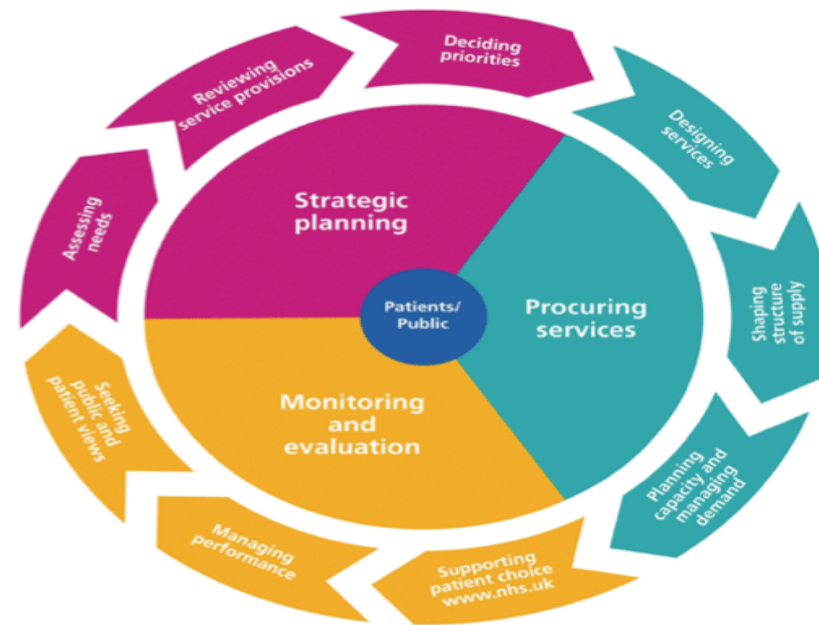 Deciding
priorities
Designing
services
Shaping
structure
of supply
Planning
capacity and
managing
demand
Supporting
patient choice
www.nhs.uk
Managing
performance
Seeking
public and
patient views
Assessing
needs
Reviewing
service provisions
Strategic
planning
Procuring
services
Monitoring
and
evaluation
Patients/
Public